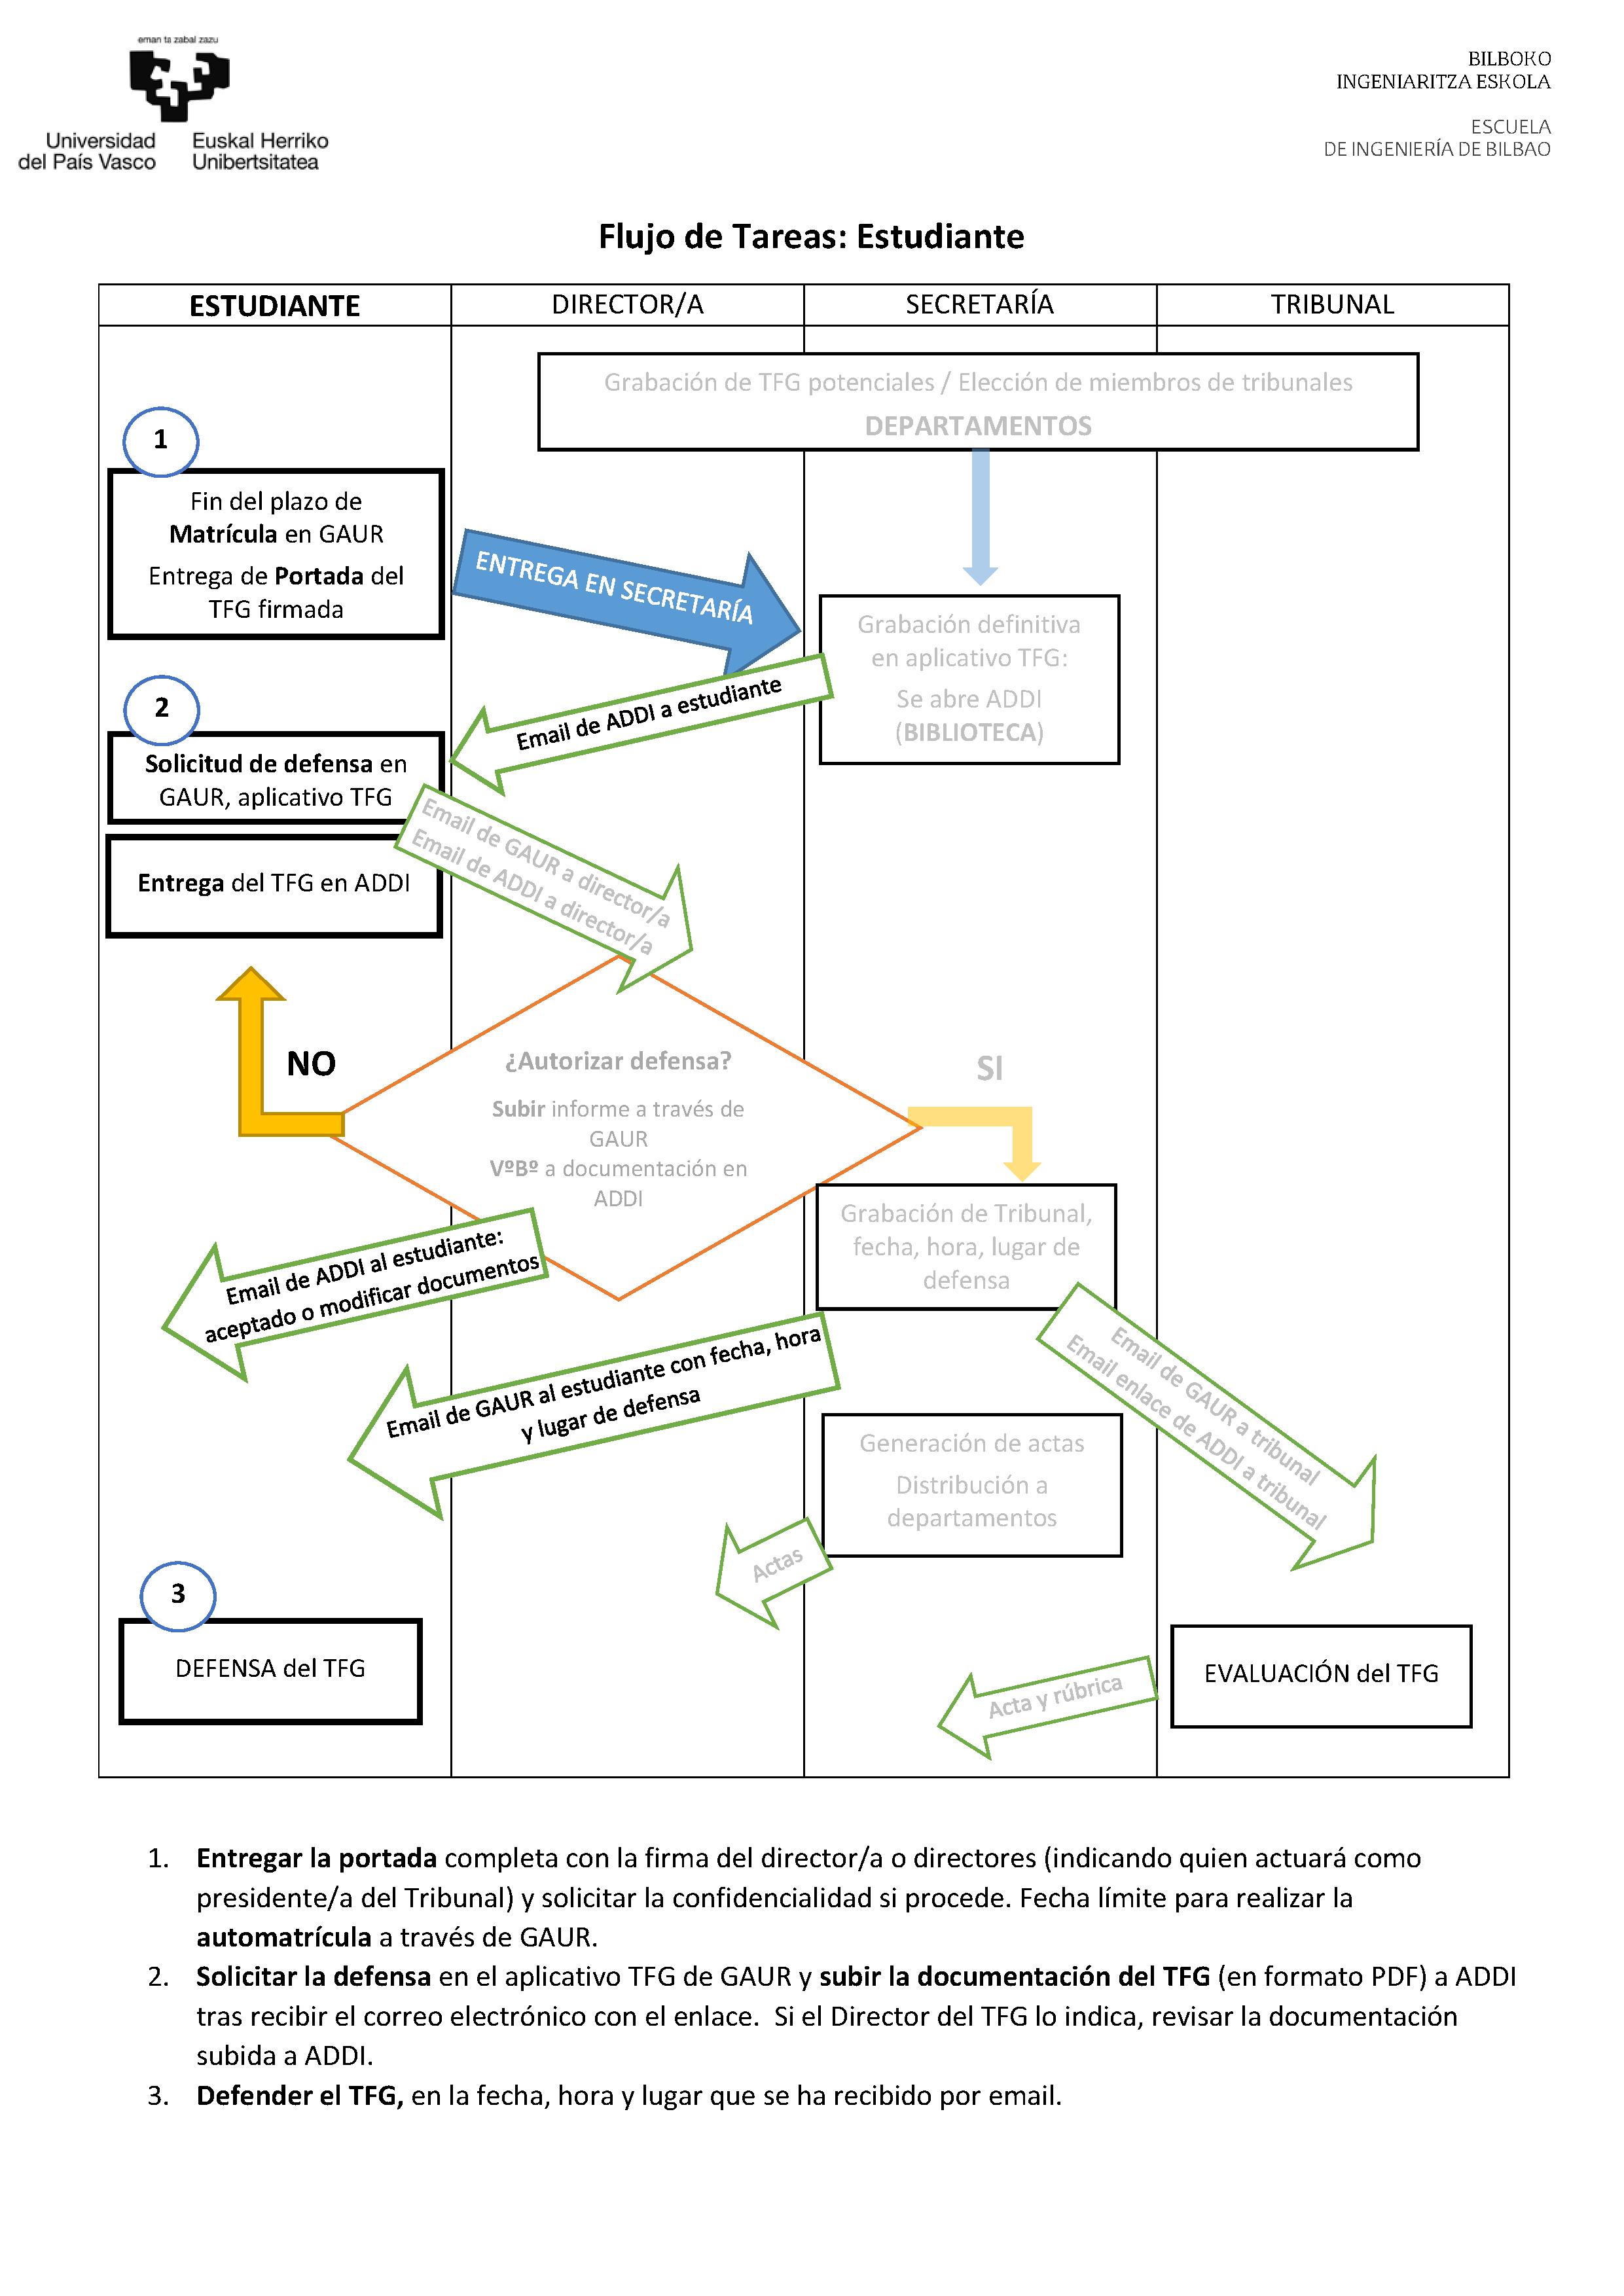 eman ta zabal zazu
Universidad
del País Vasco
Euskal Herriko
Unibertsitatea
BILBOKO
INGENIARITZA ESKOLA
ESCUELA
DE INGENIERÍA DE BILBAO
Flujo de Tareas: Estudiante
ESTUDIANTE
DIRECTOR/A
SECRETARÍA
TRIBUNAL
Grabación de TFG potenciales / Elección de miembros de tribunales
DEPARTAMENTOS
1
Fin del plazo de
Matrícula en GAUR
Entrega de Portada del
TFG firmada
ENTREGA EN SECRETARÍA
Grabación definitiva
en aplicativo TFG:
Se abre ADDI
(BIBLIOTECA)
Email de ADDI a estudiante
2
Solicitud de defensa en
GAUR, aplicativo TFG
Entrega del TFG en ADDI
Email de GAUR a director/a
Email de ADDI a director/a
NO
¿Autorizar defensa?
Subir informe a través de
GAUR
VºBº a documentación en
ADDI
SI
Grabación de Tribunal,
fecha, hora, lugar de
defensa
Email de ADDI al estudiante:
aceptado o modificar documentos
Email de GAUR al estudiante con fecha, hora
y lugar de defensa
Email de GAUR a tribunal
Email enlace de ADDI a tribunal
Generación de actas
Distribución a
departamentos
Actas
3
DEFENSA del TFG
Acta y rúbrica
EVALUACIÓN del TFG
1. Entregar la portada completa con la firma del director/a o directores (indicando quien actuará como
presidente/a del Tribunal) y solicitar la confidencialidad si procede. Fecha límite para realizar la
automatrícula a través de GAUR.
2. Solicitar la defensa en el aplicativo TFG de GAUR y subir la documentación del TFG (en formato PDF) a ADDI
tras recibir el correo electrónico con el enlace.  Si el Director del TFG lo indica, revisar la documentación
subida a ADDI.
3. Defender el TFG, en la fecha, hora y lugar que se ha recibido por email.